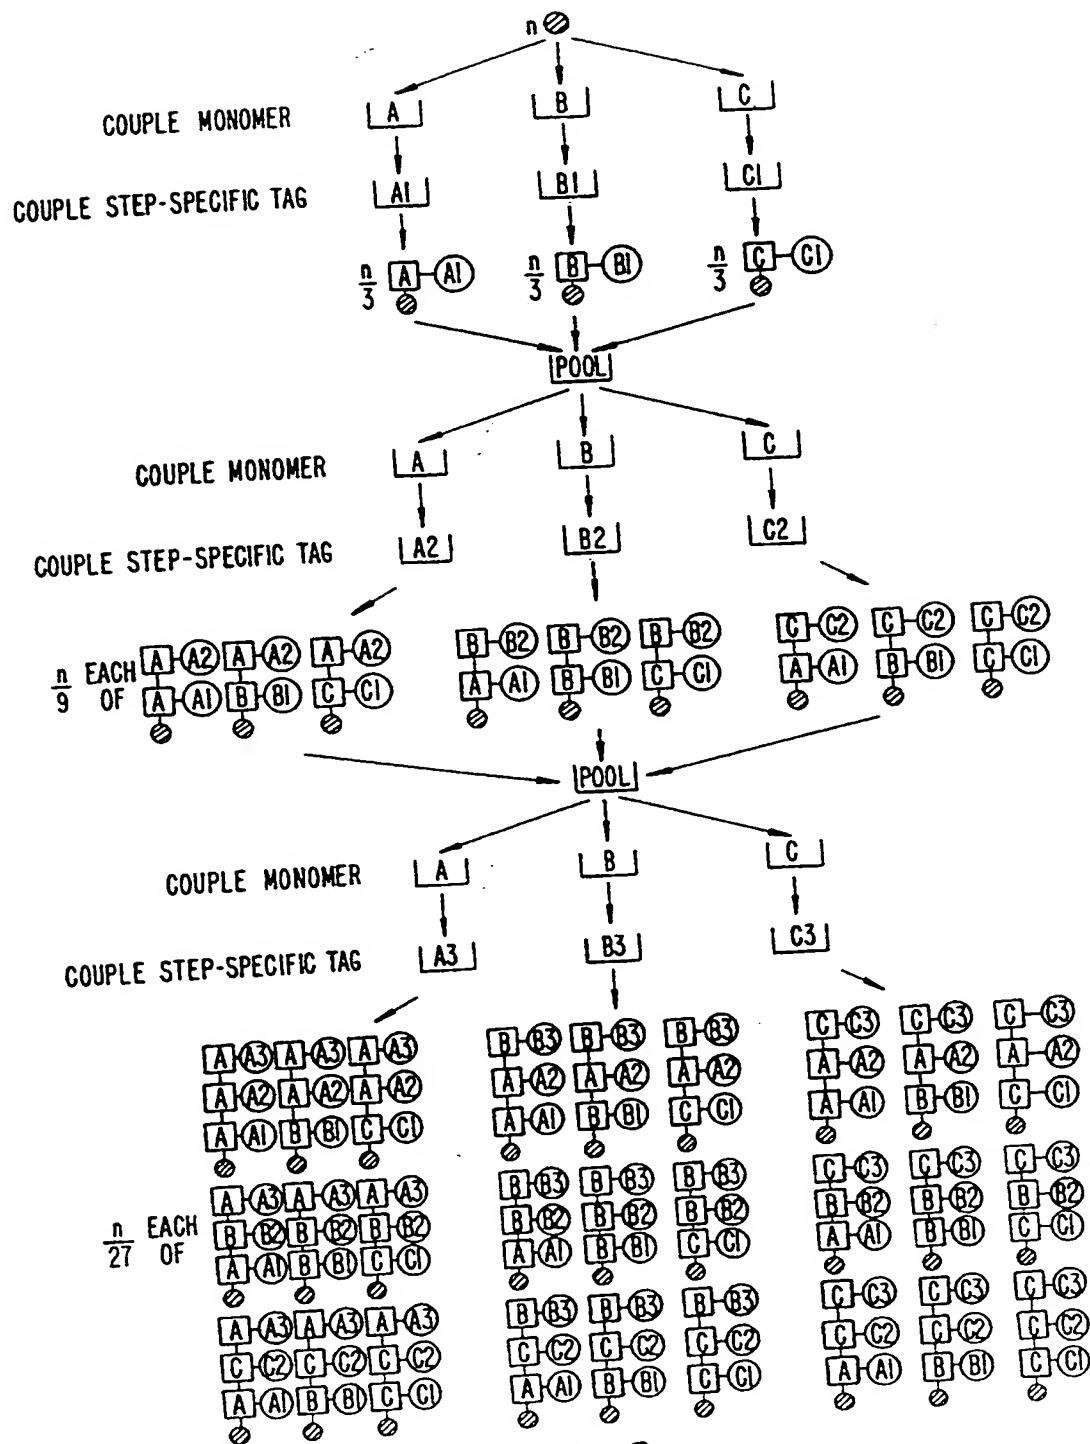 n
COUPLE MONOMER A B C
COUPLE STEP-SPECIFIC TAG A1 B1 C1
n/3 A A1 n/3 B B1 n/3 C C1
POOL
COUPLE MONOMER A B C
COUPLE STEP-SPECIFIC TAG A2 B2 C2
n/9 EACH OF
A A2 A A2 A A2 B B2 B B2 B B2 C C2 C C2 C C2
A A1 B B1 C C1 A A1 B B1 C C1 A A1 B B1 C C1
POOL
COUPLE MONOMER A B C
COUPLE STEP-SPECIFIC TAG A3 B3 C3
A A3 A A3 A A3 B B3 B B3 B B3 C C3 C C3 C C3
A A2 A A2 A A2 A A2 A A2 A A2 A A2 A A2 A A2
A A1 B B1 C C1 A A1 B B1 C C1 A A1 B B1 C C1
n/27 EACH OF
A A3 A A3 A A3 B B3 B B3 B B3 C C3 C C3 C C3
B B2 B B2 B B2 B B2 B B2 B B2 B B2 B B2 B B2
A A1 B B1 C C1 A A1 B B1 C C1 A A1 B B1 C C1
A A3 A A3 A A3 B B3 B B3 B B3 C C3 C C3 C C3
C C2 C C2 C C2 C C2 C C2 C C2 C C2 C C2 C C2
A A1 B B1 C C1 A A1 B B1 C C1 A A1 B B1 C C1